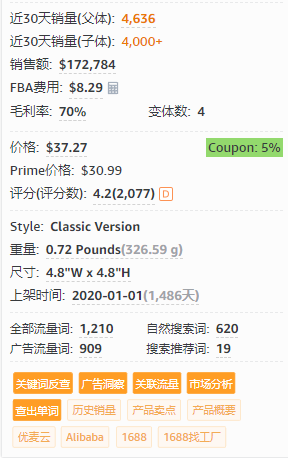 近30天销量(父体): 4,636
近30天销量(子体): 4,000+
销售额: $172,784
FBA费用: $8.29
毛利率: 70% 变体数: 4
价格: $37.27 Coupon: 5%
Prime价格: $30.99
评分(评分数): 4.2(2,077) D
Style: Classic Version
重量: 0.72 Pounds(326.59 g)
尺寸: 4.8"W x 4.8"H
上架时间: 2020-01-01(1,486天)
全部流量词: 1,210 自然搜索词: 620
广告流量词: 909 搜索推荐词: 19
关键词反查 广告洞察 关联流量 市场分析
查出单词 历史销量 产品卖点 产品概要
优麦云 Alibaba 1688 1688找工厂